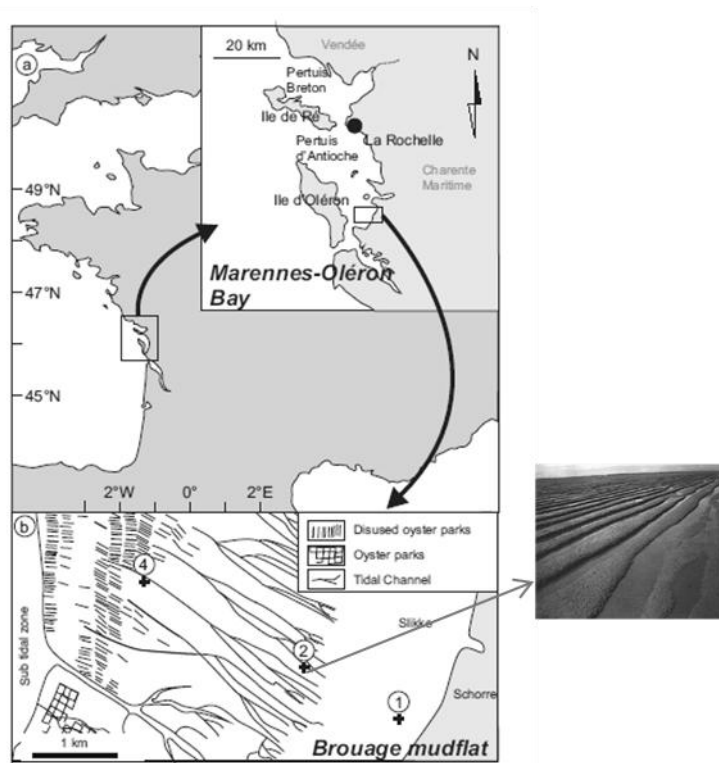 a
20 km
Vendée
N
Pertuis
Breton
Ile de Ré
La Rochelle
Pertuis
d'Antioche
Charente
Maritime
Ile d'Oléron
Marennes-Oléron
Bay
49°N
47°N
45°N
2°W
0°
2°E
b
Disused oyster parks
Oyster parks
Tidal Channel
4
Sub tidal zone
Slikke
2
1
Schorre
1 km
Brouage mudflat